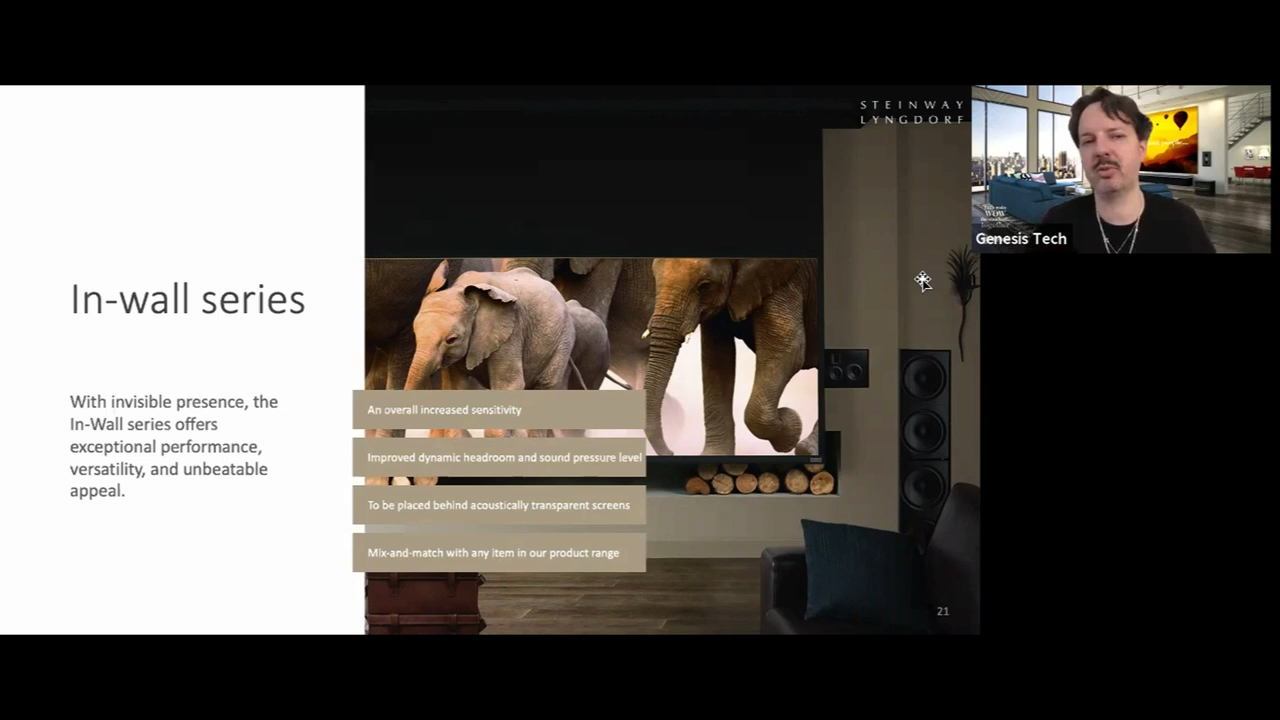 STEINWAY
LYNGDORF
Genesis Tech
In-wall series
With invisible presence, the
In-Wall series offers
exceptional performance,
versatility, and unbeatable
appeal.
An overall increased sensitivity
Improved dynamic headroom and sound pressure level
To be placed behind acoustically transparent screens
Mix-and-match with any item in our product range
21